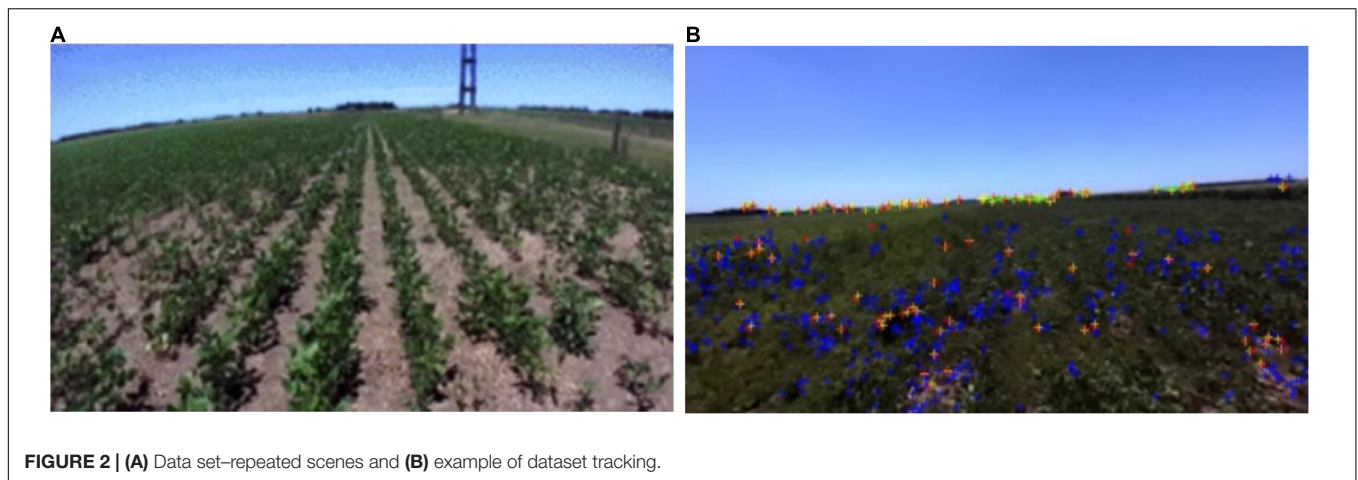 A
B
FIGURE 2 | (A) Data set–repeated scenes and (B) example of dataset tracking.